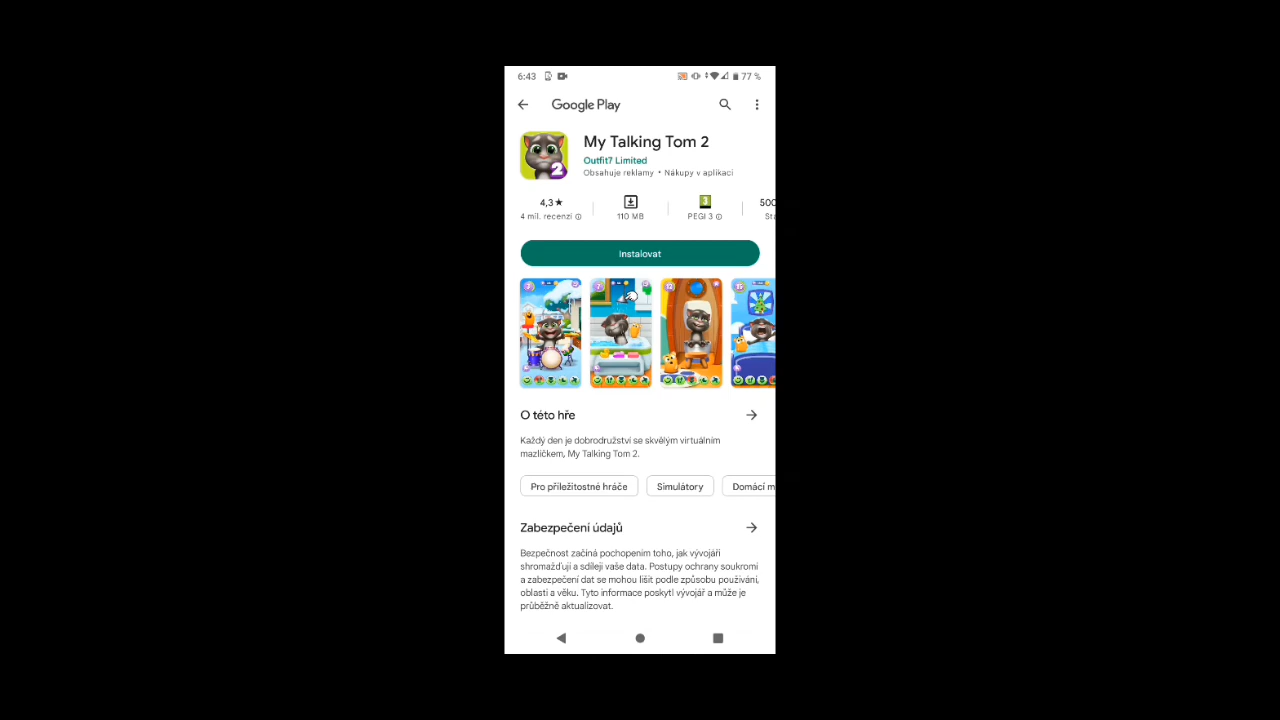 6:43
77 %
Google Play
My Talking Tom 2
Outfit7 Limited
Obsahuje reklamy • Nákupy v aplikaci
4,3★
4 mil. recenzí
110 MB
3
PEGI 3
500
Sta
Instalovat
O této hře
Každý den je dobrodružství se skvělým virtuálním
mazlíčkem, My Talking Tom 2.
Pro příležitostné hráče
Simulátory
Domácí m
Zabezpečení údajů
Bezpečnost začíná pochopením toho, jak vývojáři
shromažďují a sdílejí vaše data. Postupy ochrany soukromí
a zabezpečení dat se mohou lišit podle způsobu používání,
oblasti a věku. Tyto informace poskytl vývojář a může je
průběžně aktualizovat.